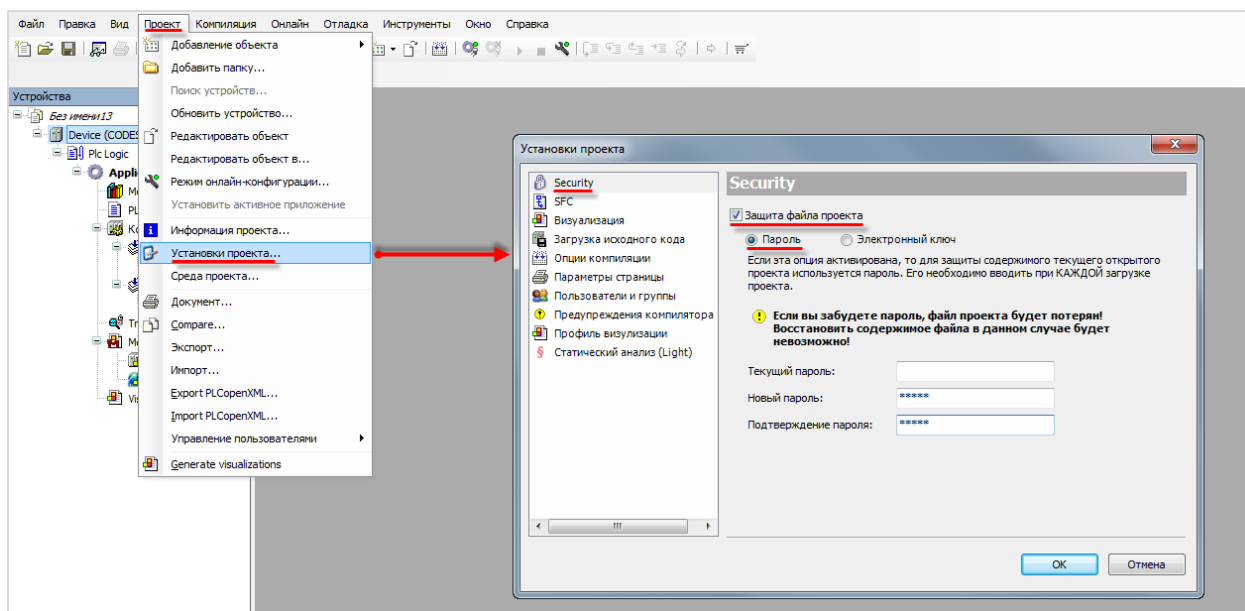 Файл Правка Вид Проект Компиляция Онлайн Отладка Инструменты Окно Справка
Устройства
Без имени13
Device (CODES
Plc Logic
Appli
Tr
Добавление объекта
Добавить папку...
Поиск устройств...
Обновить устройство...
Редактировать объект
Редактировать объект в...
Режим онлайн-конфигурации...
Установить активное приложение
Информация проекта...
Установки проекта...
Среда проекта...
Документ...
Compare...
Экспорт...
Импорт...
Export PLCopenXML...
Import PLCopenXML...
Управление пользователями
Generate visualizations
Установки проекта
Security
SFC
Визуализация
Загрузка исходного кода
Опции компиляции
Параметры страницы
Пользователи и группы
Предупреждения компилятора
Профиль визулизации
Статический анализ (Light)
Security
Защита файла проекта
Пароль Электронный ключ
Если эта опция активирована, то для защиты содержимого текущего открытого
проекта используется пароль. Его необходимо вводить при КАЖДОЙ загрузке
проекта.
Если вы забудете пароль, файл проекта будет потерян!
Восстановить содержимое файла в данном случае будет
невозможно!
Текущий пароль:
Новый пароль: *****
Подтверждение пароля: *****
OK Отмена